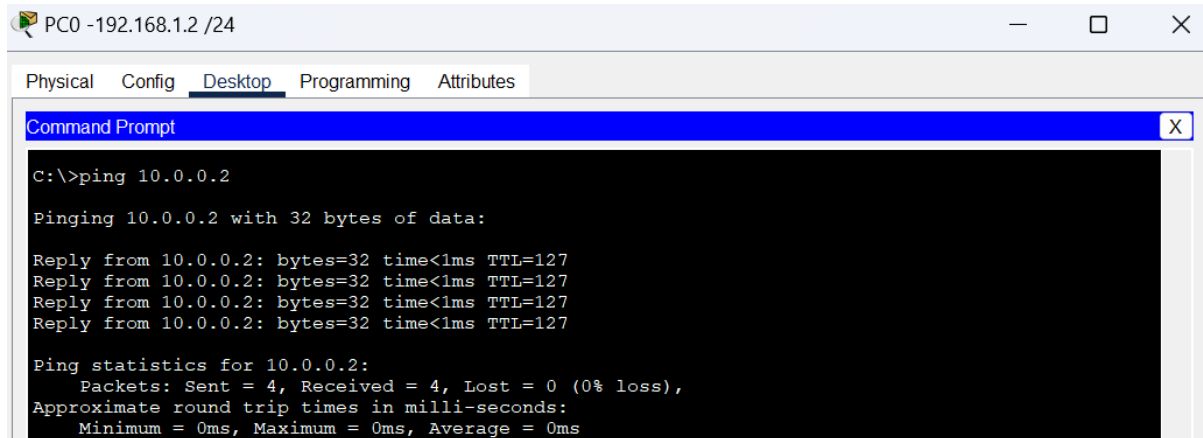 PC0 -192.168.1.2 /24
Physical Config Desktop Programming Attributes
Command Prompt X
C:\>ping 10.0.0.2
Pinging 10.0.0.2 with 32 bytes of data:
Reply from 10.0.0.2: bytes=32 time<1ms TTL=127
Reply from 10.0.0.2: bytes=32 time<1ms TTL=127
Reply from 10.0.0.2: bytes=32 time<1ms TTL=127
Reply from 10.0.0.2: bytes=32 time<1ms TTL=127
Ping statistics for 10.0.0.2:
Packets: Sent = 4, Received = 4, Lost = 0 (0% loss),
Approximate round trip times in milli-seconds:
Minimum = 0ms, Maximum = 0ms, Average = 0ms